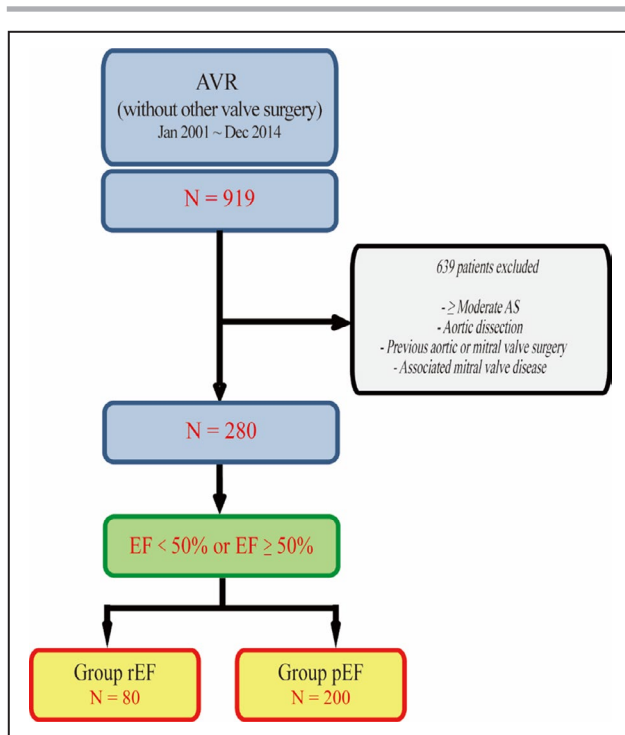 AVR
(without other valve surgery)
Jan 2001 ~ Dec 2014
N = 919
639 patients excluded
- ≥ Moderate AS
- Aortic dissection
- Previous aortic or mitral valve surgery
- Associated mitral valve disease
N = 280
EF < 50% or EF ≥ 50%
Group rEF
N = 80
Group pEF
N = 200